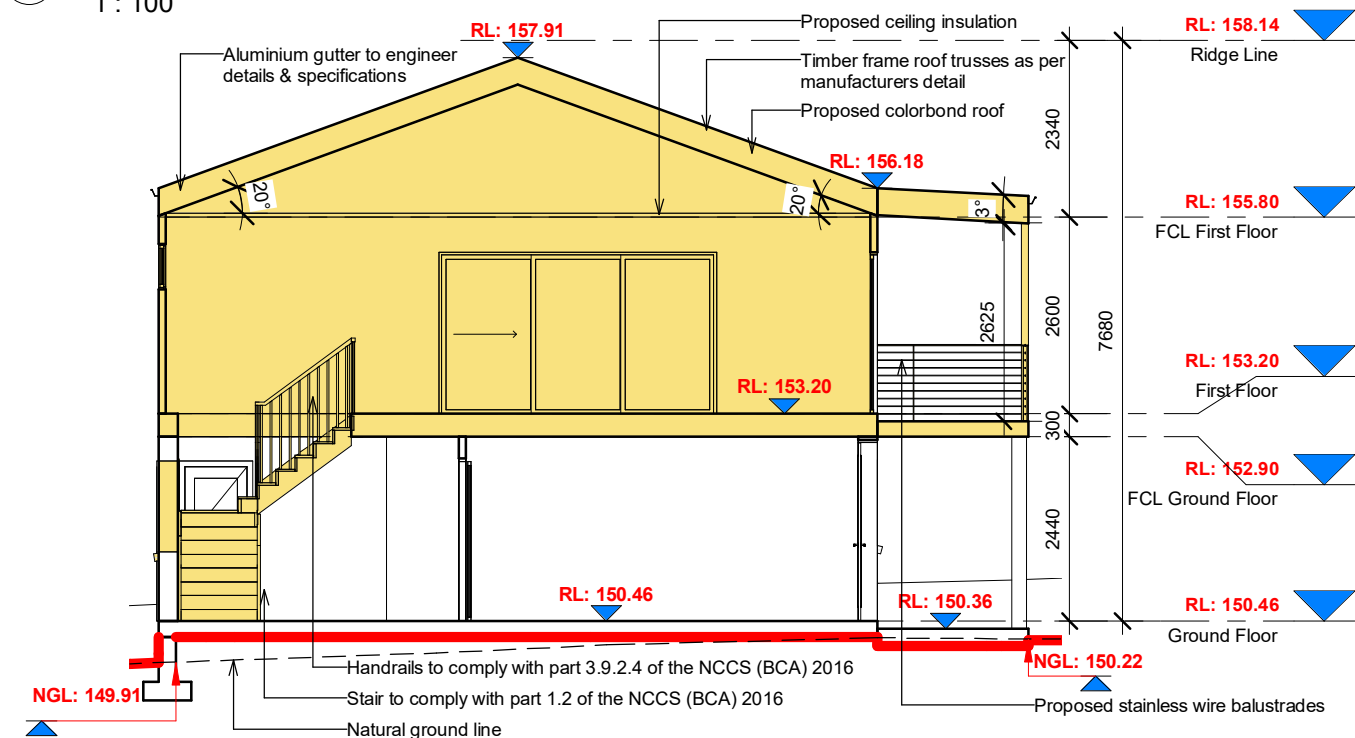 1 : 100
RL: 157.91
Proposed ceiling insulation
RL: 158.14
Ridge Line
Aluminium gutter to engineer
details & specifications
Timber frame roof trusses as per
manufacturers detail
Proposed colorbond roof
2340
RL: 156.18
20°
20°
3°
RL: 155.80
FCL First Floor
2625
2600
7680
RL: 153.20
First Floor
RL: 153.20
300
RL: 152.90
FCL Ground Floor
2440
RL: 150.46
RL: 150.36
RL: 150.46
Ground Floor
Handrails to comply with part 3.9.2.4 of the NCCS (BCA) 2016
NGL: 150.22
NGL: 149.91
Stair to comply with part 1.2 of the NCCS (BCA) 2016
Proposed stainless wire balustrades
Natural ground line